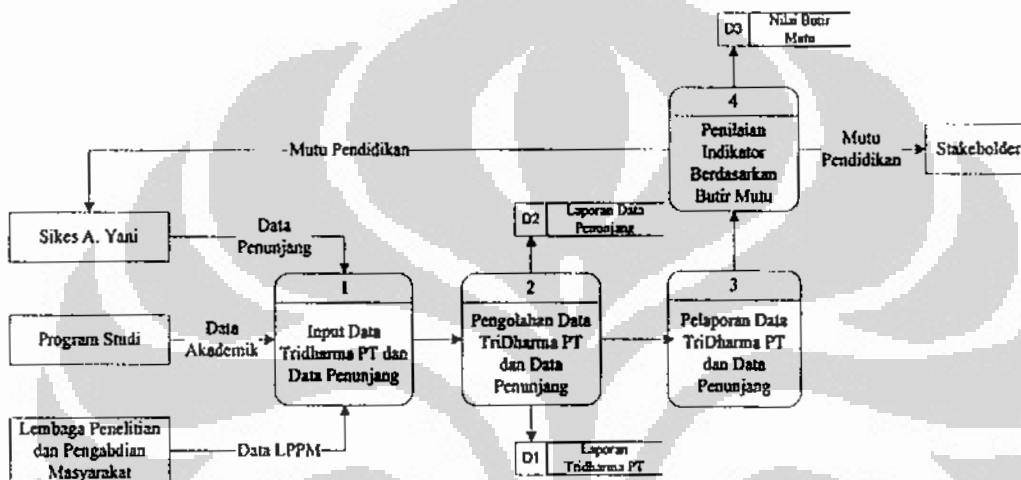 D3
Nilai Butir
Mutu
4
Penilaian
Indikator
Berdasarkan
Butir Mutu
Mutu Pendidikan
Mutu
Pendidikan
Stakeholder
D2
Laporan Data
Penunjang
Sikes A. Yani
Data
Penunjang
1
Input Data
Tridharma PT dan
Data Penunjang
2
Pengolahan Data
TriDharma PT
dan Data
Penunjang
3
Pelaporan Data
TriDharma PT
dan Data
Penunjang
Program Studi
Data
Akademik
Lembaga Penelitian
dan Pengabdian
Masyarakat
Data LPPM
D1
Laporan
Tridharma PT